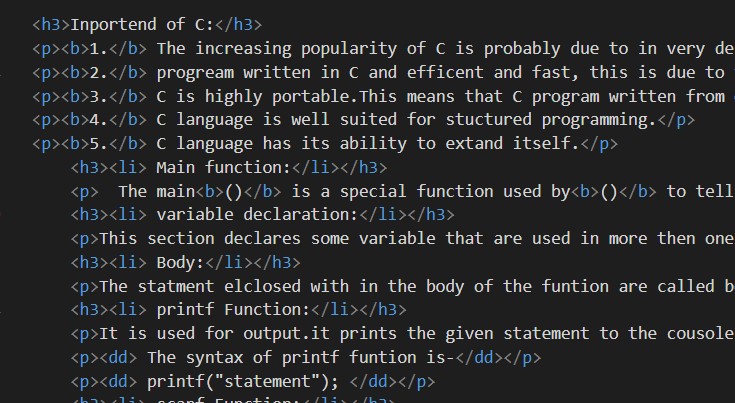 <h3>Inportend of C:</h3>
<p><b>1.</b> The increasing popularity of C is probably due to in very de
<p><b>2.</b> progream written in C and efficent and fast, this is due to
<p><b>3.</b> C is highly portable.This means that C program written from
<p><b>4.</b> C language is well suited for stuctured programming.</p>
<p><b>5.</b> C language has its ability to extand itself.</p>
<h3><li> Main function:</li></h3>
<p>  The main<b>()</b> is a special function used by<b>()</b> to tell
<h3><li> variable declaration:</li></h3>
<p>This section declares some variable that are used in more then one
<h3><li> Body:</li></h3>
<p>The statment elclosed with in the body of the funtion are called b
<h3><li> printf Function:</li></h3>
<p>It is used for output.it prints the given statement to the cousole
<p><dd> The syntax of printf funtion is-</dd></p>
<p><dd> printf("statement"); </dd></p>
<h3><li> scanf Function:</li></h3>